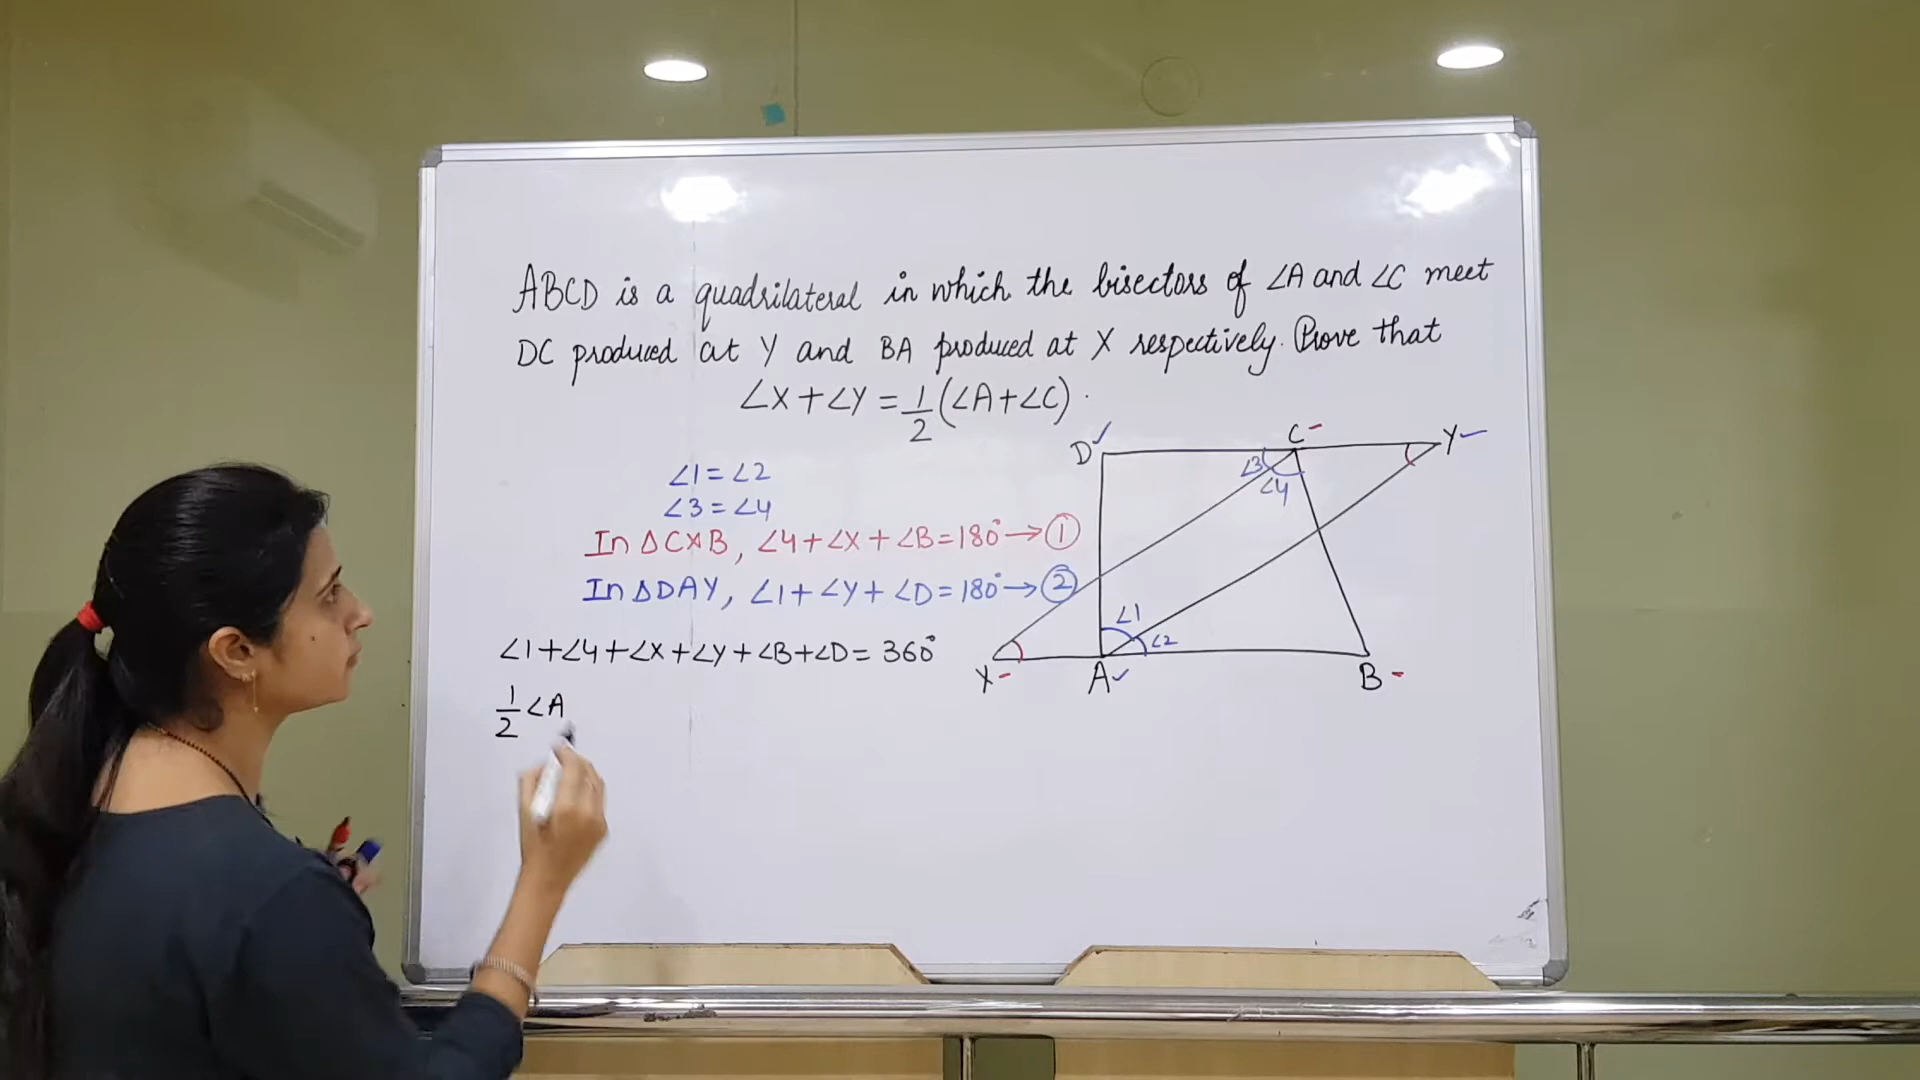 ABCD is a quadrilateral in which the bisectors of ∠A and ∠C meet
DC produced at Y and BA produced at X respectively. Prove that
∠X+∠Y=1/2(∠A+∠C).
∠1=∠2
∠3=∠4
In ΔCXB, ∠4+∠X+∠B=180°→①
In ΔDAY, ∠1+∠Y+∠D=180°→②
∠1+∠4+∠X+∠Y+∠B+∠D=360°
1/2 ∠A
D C Y
∠3
∠4
∠1
∠2
X A B